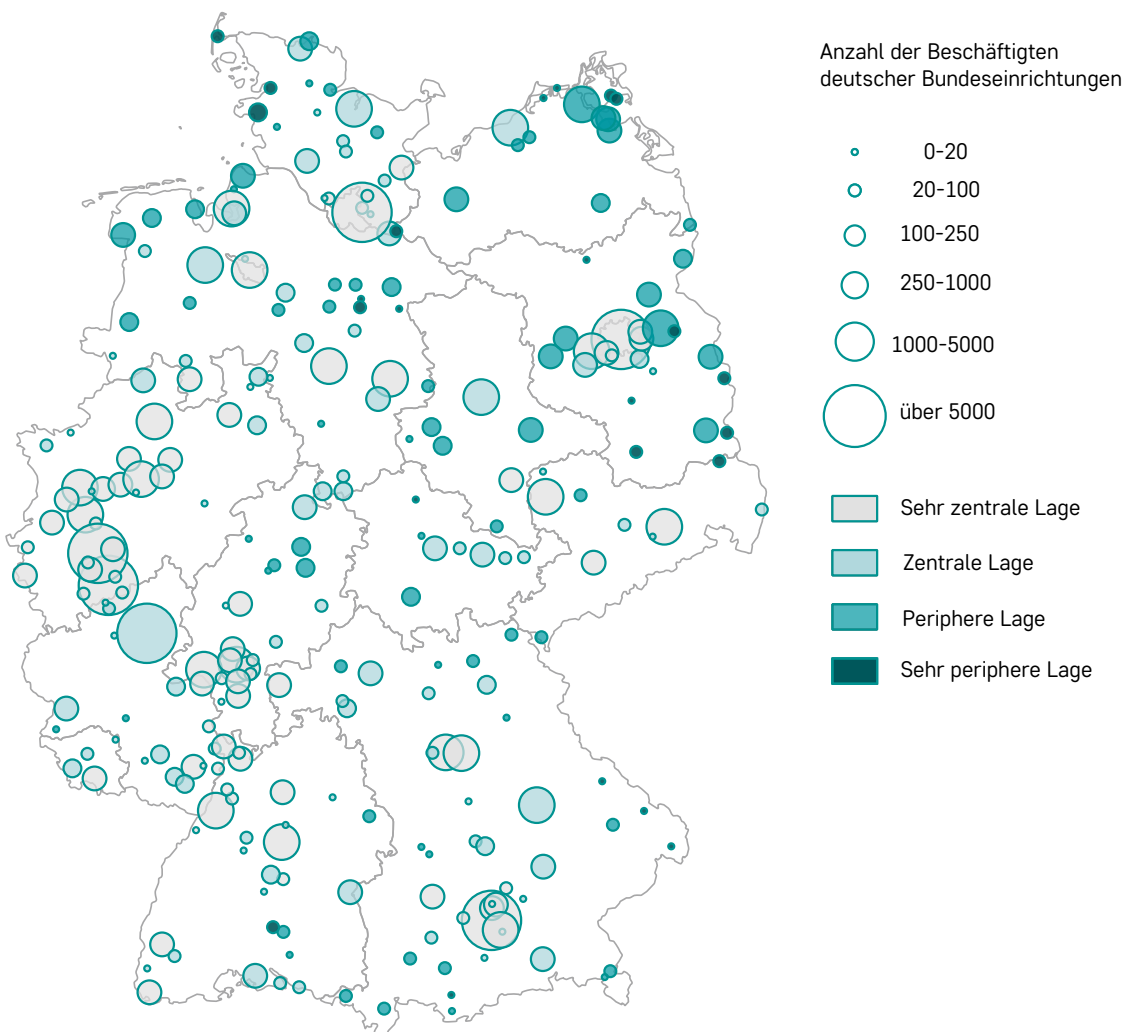 Anzahl der Beschäftigten
deutscher Bundeseinrichtungen
0-20
20-100
100-250
250-1000
1000-5000
über 5000
Sehr zentrale Lage
Zentrale Lage
Periphere Lage
Sehr periphere Lage